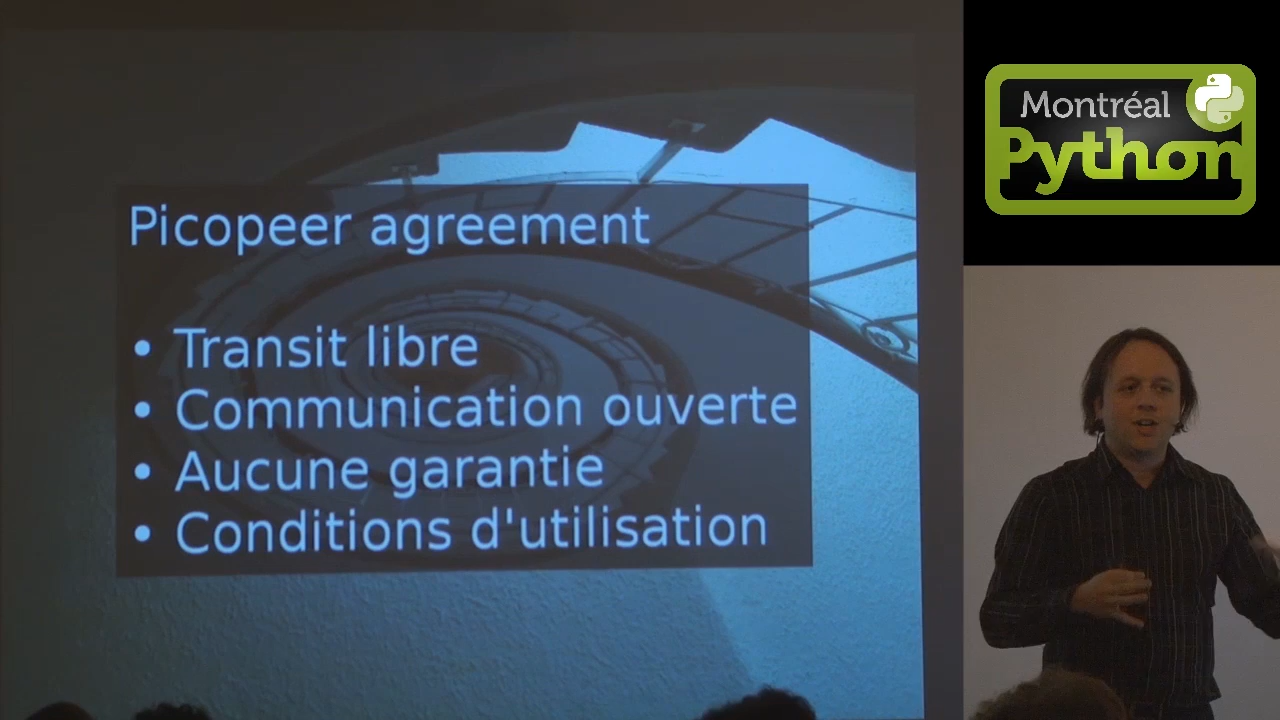 Picopeer agreement
• Transit libre
• Communication ouverte
• Aucune garantie
• Conditions d'utilisation
Montréal
Python